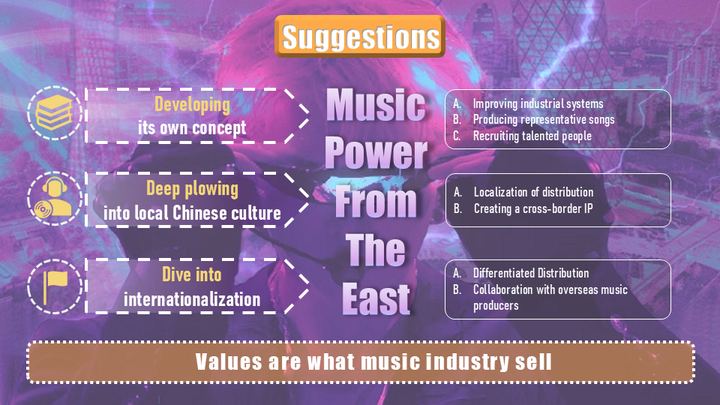 Suggestions
Developing
its own concept
Deep plowing
into local Chinese culture
Dive into
internationalization
Music
Power
From
The
East
A. Improving industrial systems
B. Producing representative songs
C. Recruiting talented people
A. Localization of distribution
B. Creating a cross-border IP
A. Differentiated Distribution
B. Collaboration with overseas music
producers
Values are what music industry sell